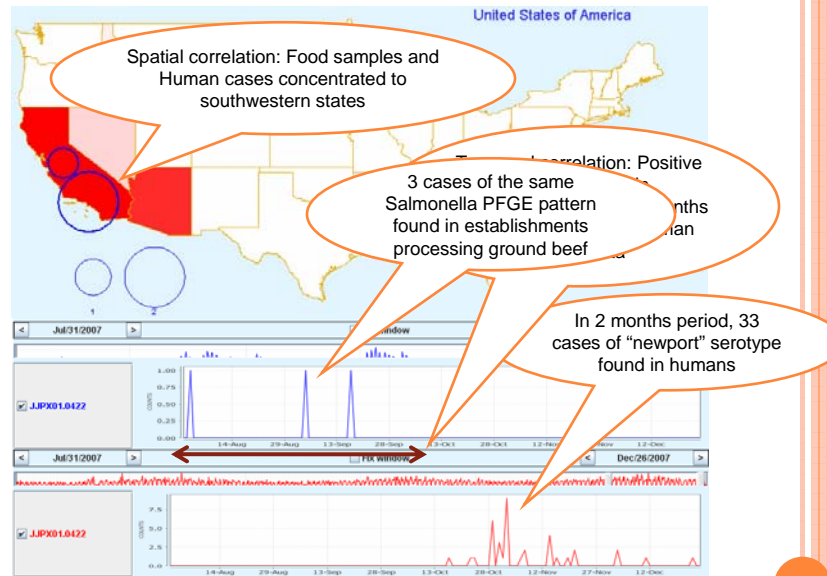 United States of America
Spatial correlation: Food samples and
Human cases concentrated to
southwestern states
correlation: Positive
3 cases of the same
Salmonella PFGE pattern
found in establishments
processing ground beef
In 2 months period, 33
cases of “newport” serotype
found in humans
1 2
< Jul/31/2007 >
JJPX01.0422
counts
1.00
0.75
0.50
0.25
0.00
14-Aug 29-Aug 13-Sep 28-Sep 13-Oct 28-Oct 12-Nov 12-Dec
< Jul/31/2007 > Fix window < Dec/26/2007 >
JJPX01.0422
counts
7.5
5.0
2.5
0.0
14-Aug 29-Aug 13-Sep 28-Sep 13-Oct 28-Oct 12-Nov 27-Nov 12-Dec